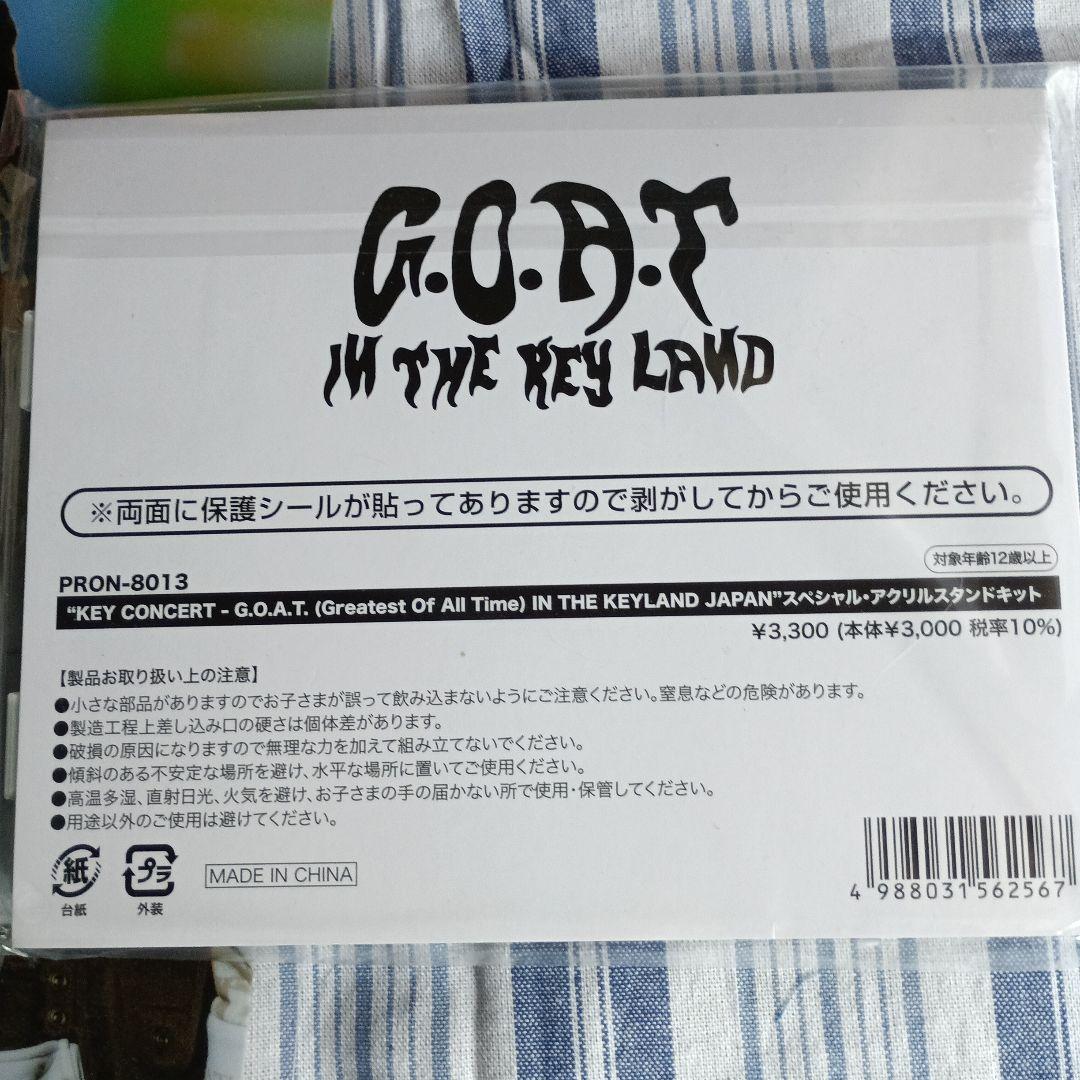 G.O.A.T
IN THE KEY LAND
※両面に保護シールが貼ってありますので剥がしてからご使用ください。
対象年齢12歳以上
PRON-8013
“KEY CONCERT - G.O.A.T. (Greatest Of All Time) IN THE KEYLAND JAPAN”スペシャル・アクリルスタンドキット
¥3,300 (本体¥3,000 税率10%)
【製品お取り扱い上の注意】
●小さな部品がありますのでお子さまが誤って飲み込まないようにご注意ください。窒息などの危険があります。
●製造工程上差し込み口の硬さは個体差があります。
●破損の原因になりますので無理な力を加えて組み立てないでください。
●傾斜のある不安定な場所を避け、水平な場所に置いてご使用ください。
●高温多湿、直射日光、火気を避け、お子さまの手の届かない所で使用・保管してください。
●用途以外のご使用は避けてください。
紙
プラ
MADE IN CHINA
台紙
外装
4 988031 562567